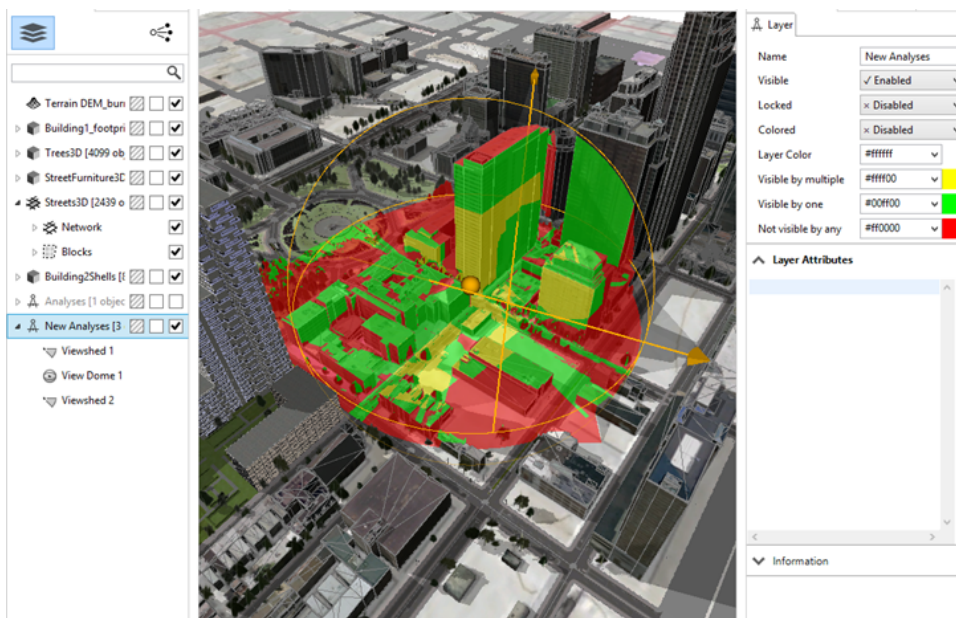 Terrain DEM_bun
Building1_footpri
Trees3D [4099 ob
StreetFurniture3D
Streets3D [2439 o
Network
Blocks
Building2Shells [8
Analyses [1 objec
New Analyses [3
Viewshed 1
View Dome 1
Viewshed 2
Layer
Name New Analyses
Visible ✓ Enabled
Locked × Disabled
Colored × Disabled
Layer Color #ffffff
Visible by multiple #ffff00
Visible by one #00ff00
Not visible by any #ff0000
Layer Attributes
Information